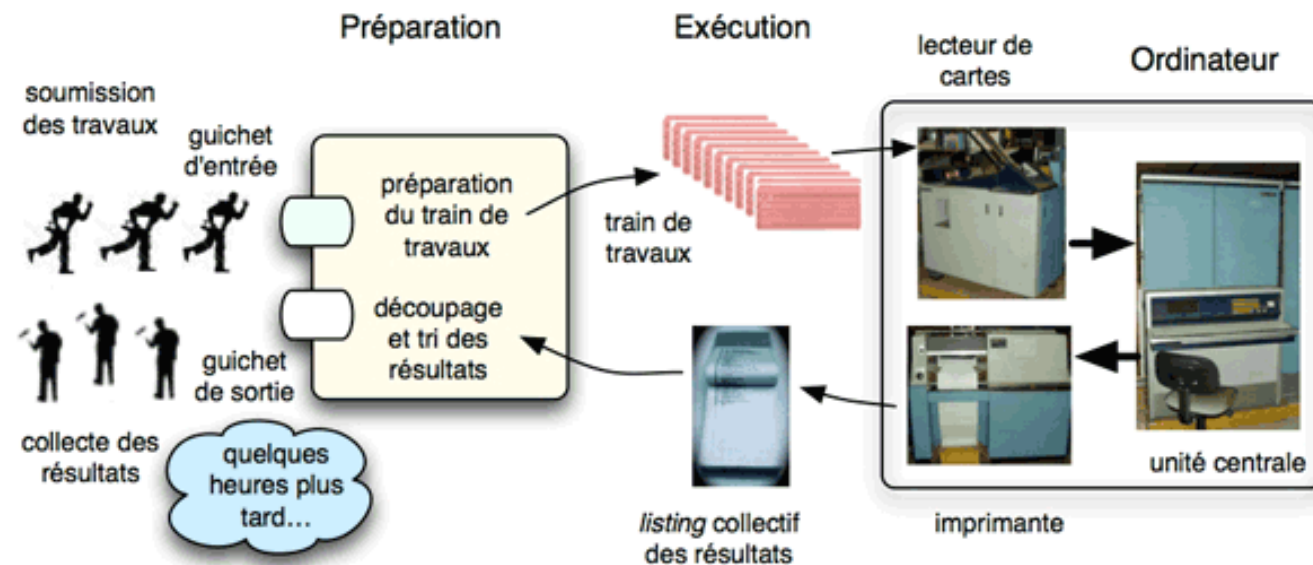 Préparation
Exécution
lecteur de
cartes
Ordinateur
soumission
des travaux
guichet
d'entrée
préparation
du train de
travaux
train de
travaux
découpage
et tri des
résultats
guichet
de sortie
collecte des
résultats
quelques
heures plus
tard...
listing collectif
des résultats
imprimante
unité centrale